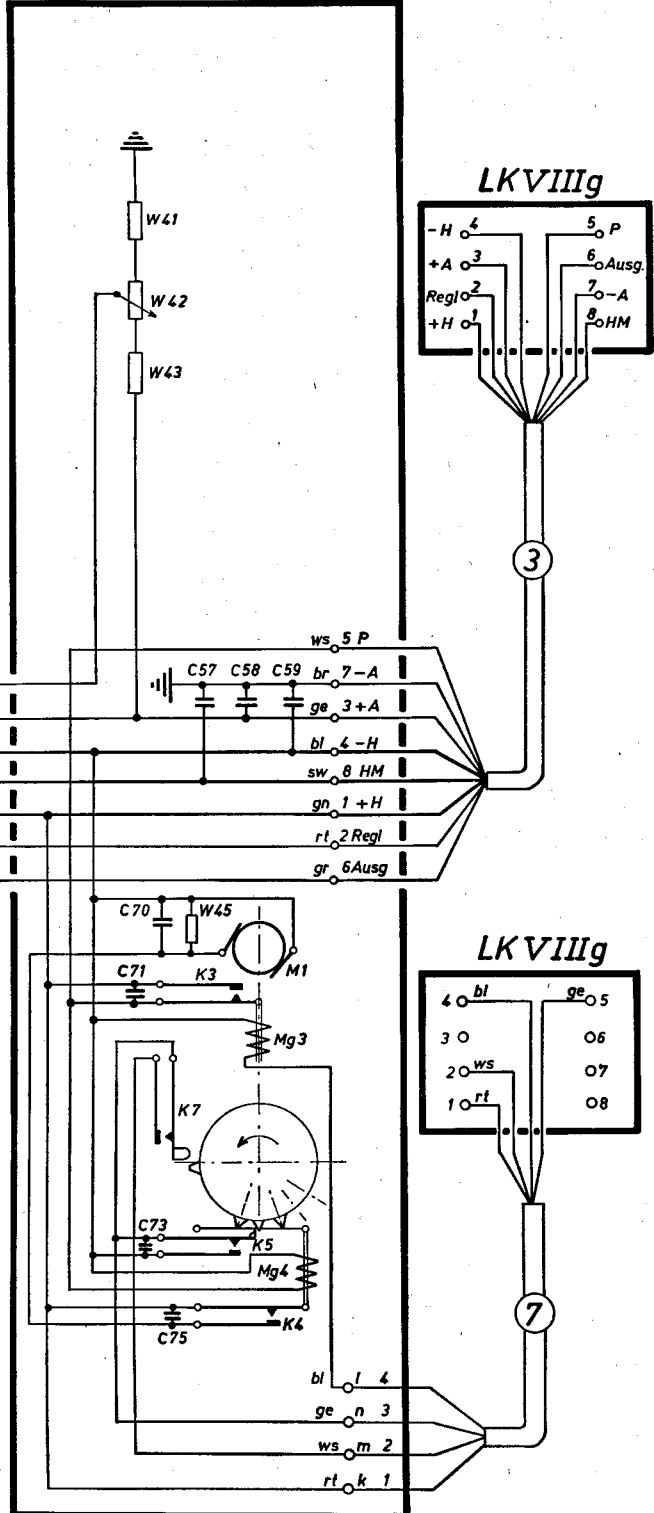 LKVIIIg
-H 4
5 P
+A 3
6 Ausg.
Regl 2
7 -A
+H 1
8 HM
W41
W42
W43
3
ws 5 P
C57 C58 C59 br 7 -A
ge 3 +A
bl 4 -H
sw 8 HM
gn 1 +H
rt 2 Regl
gr 6 Ausg
C70 W45
M1
C71 K3
Mg3
K7
C73
K5
Mg4
C75
K4
LKVIIIg
4 bl ge 5
3 6
2 ws 7
1 rt 8
7
bl l 4
ge n 3
ws m 2
rt k 1